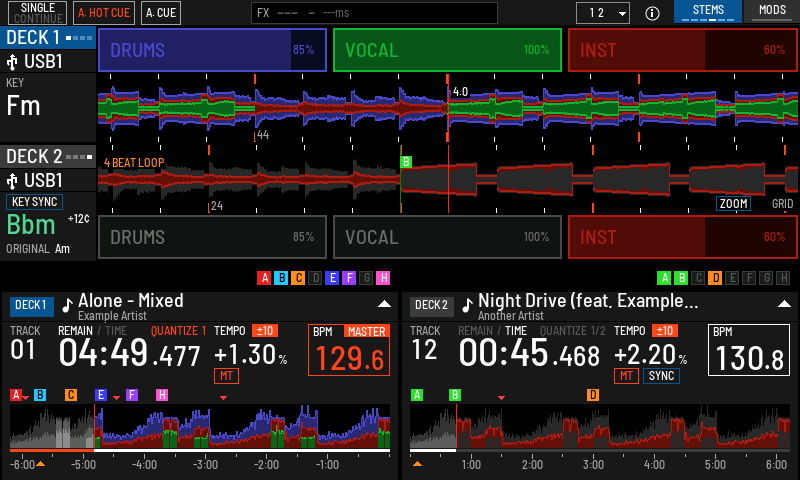 SINGLE A. HOT CUE A. CUE FX --- - ---ms 1 2 STEMS MODS
CONTINUE
DECK 1
DRUMS 85% VOCAL 100% INST 60%
USB1
KEY
Fm
4.0
44
DECK 2
4 BEAT LOOP B
USB1
KEY SYNC
24
ZOOM GRID
Bbm +12¢
ORIGINAL Am
DRUMS 85% VOCAL 100% INST 60%
A B C D E F G H
A B C D E F G H
DECK 1 Alone - Mixed
Example Artist
TRACK REMAIN / TIME QUANTIZE 1 TEMPO ±10 BPM MASTER
01 04:49.477 +1.30% 129.6
MT
A B C E F H
-6:00 -5:00 -4:00 -3:00 -2:00 -1:00
DECK 2 Night Drive (feat. Example...
Another Artist
TRACK REMAIN / TIME QUANTIZE 1/2 TEMPO ±10 BPM
12 00:45.468 +2.20% 130.8
MT SYNC
A B D
1:00 2:00 3:00 4:00 5:00 6:00